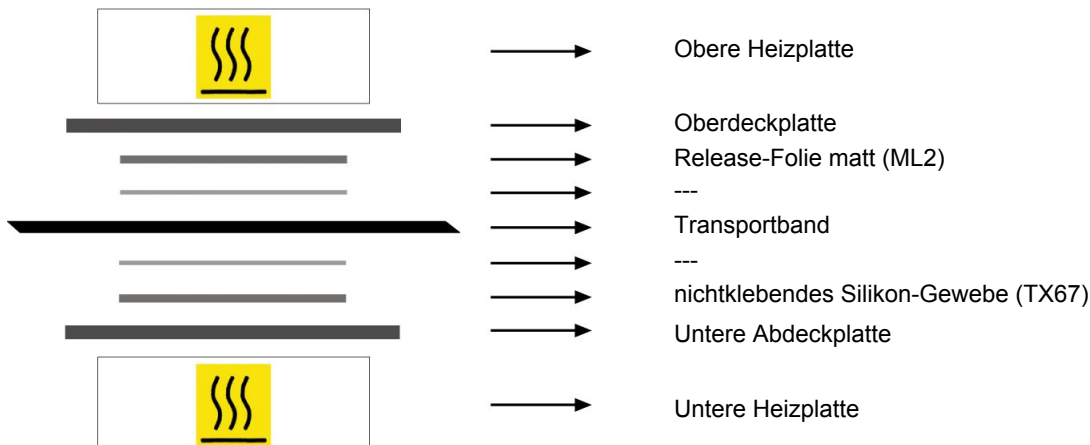 Obere Heizplatte
Oberdeckplatte
Release-Folie matt (ML2)
---
Transportband
---
nichtklebendes Silikon-Gewebe (TX67)
Untere Abdeckplatte
Untere Heizplatte